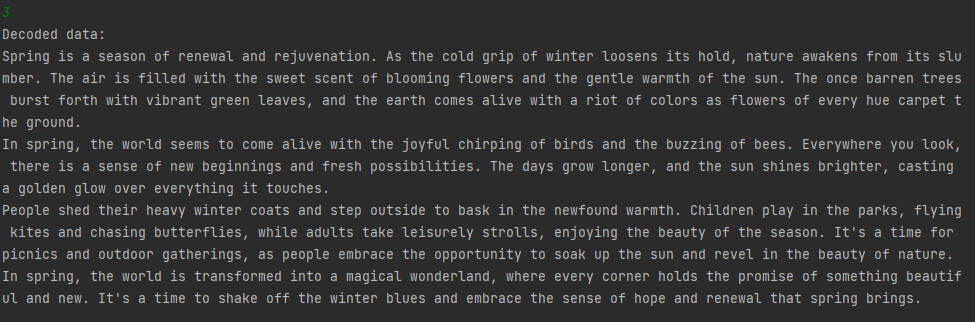 3
Decoded data:
Spring is a season of renewal and rejuvenation. As the cold grip of winter loosens its hold, nature awakens from its slu
mber. The air is filled with the sweet scent of blooming flowers and the gentle warmth of the sun. The once barren trees
 burst forth with vibrant green leaves, and the earth comes alive with a riot of colors as flowers of every hue carpet t
he ground.
In spring, the world seems to come alive with the joyful chirping of birds and the buzzing of bees. Everywhere you look,
 there is a sense of new beginnings and fresh possibilities. The days grow longer, and the sun shines brighter, casting
a golden glow over everything it touches.
People shed their heavy winter coats and step outside to bask in the newfound warmth. Children play in the parks, flying
 kites and chasing butterflies, while adults take leisurely strolls, enjoying the beauty of the season. It's a time for
picnics and outdoor gatherings, as people embrace the opportunity to soak up the sun and revel in the beauty of nature.
In spring, the world is transformed into a magical wonderland, where every corner holds the promise of something beautif
ul and new. It's a time to shake off the winter blues and embrace the sense of hope and renewal that spring brings.